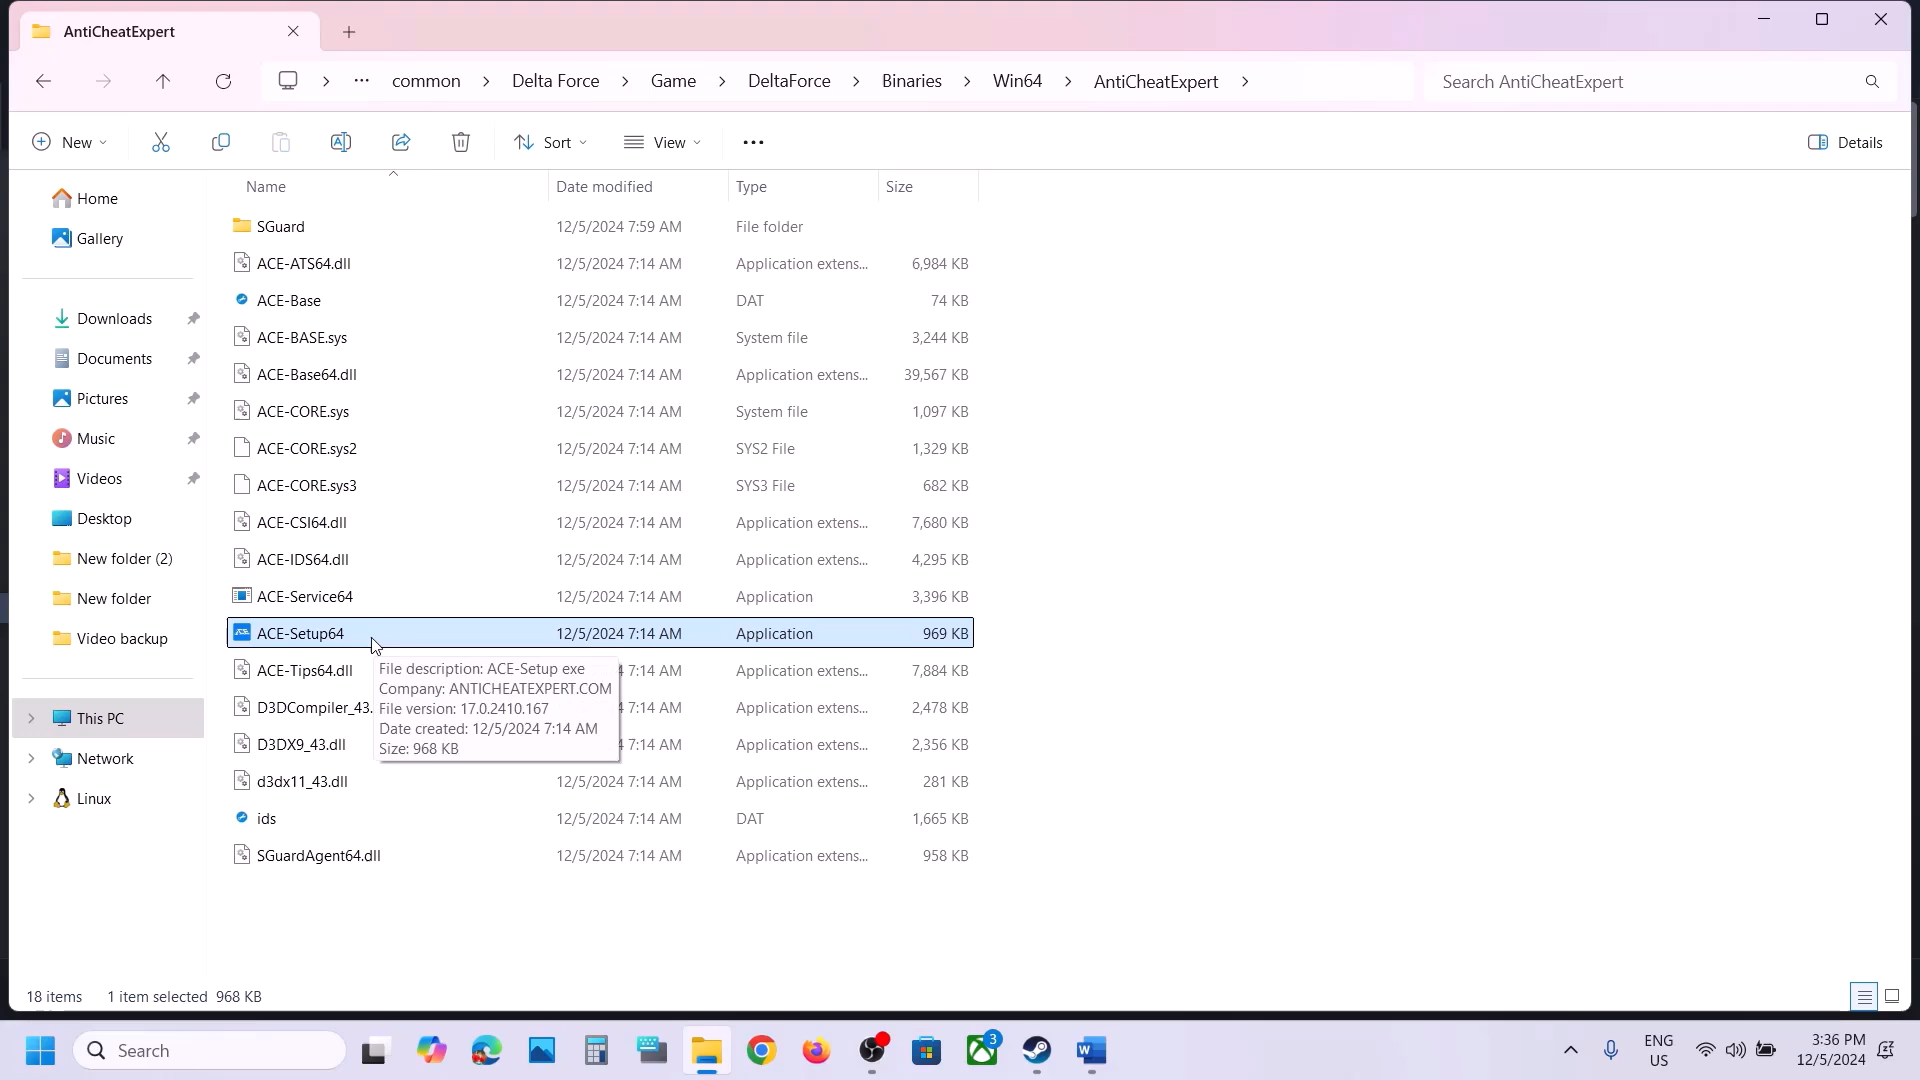 AntiCheatExpert
common > Delta Force > Game > DeltaForce > Binaries > Win64 > AntiCheatExpert >
Search AntiCheatExpert
New
Sort
View
Details
Name Date modified Type Size
Home
Gallery
Downloads
Documents
Pictures
Music
Videos
Desktop
New folder (2)
New folder
Video backup
This PC
Network
Linux
SGuard 12/5/2024 7:59 AM File folder
ACE-ATS64.dll 12/5/2024 7:14 AM Application extens... 6,984 KB
ACE-Base 12/5/2024 7:14 AM DAT 74 KB
ACE-BASE.sys 12/5/2024 7:14 AM System file 3,244 KB
ACE-Base64.dll 12/5/2024 7:14 AM Application extens... 39,567 KB
ACE-CORE.sys 12/5/2024 7:14 AM System file 1,097 KB
ACE-CORE.sys2 12/5/2024 7:14 AM SYS2 File 1,329 KB
ACE-CORE.sys3 12/5/2024 7:14 AM SYS3 File 682 KB
ACE-CSI64.dll 12/5/2024 7:14 AM Application extens... 7,680 KB
ACE-IDS64.dll 12/5/2024 7:14 AM Application extens... 4,295 KB
ACE-Service64 12/5/2024 7:14 AM Application 3,396 KB
ACE-Setup64 12/5/2024 7:14 AM Application 969 KB
ACE-Tips64.dll 4 7:14 AM Application extens... 7,884 KB
D3DCompiler_43. 4 7:14 AM Application extens... 2,478 KB
D3DX9_43.dll 4 7:14 AM Application extens... 2,356 KB
d3dx11_43.dll 12/5/2024 7:14 AM Application extens... 281 KB
ids 12/5/2024 7:14 AM DAT 1,665 KB
SGuardAgent64.dll 12/5/2024 7:14 AM Application extens... 958 KB
File description: ACE-Setup exe
Company: ANTICHEATEXPERT.COM
File version: 17.0.2410.167
Date created: 12/5/2024 7:14 AM
Size: 968 KB
18 items 1 item selected 968 KB
Search
3
ENG
US
3:36 PM
12/5/2024